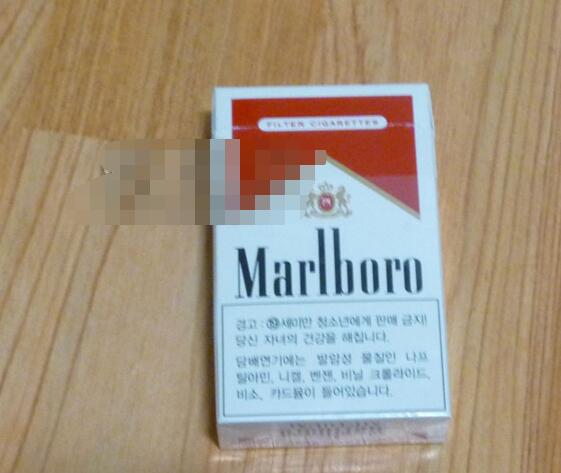 FILTER CIGARETTES
Marlboro
경고 : ⑲세미만 청소년에게 판매 금지!
당신 자녀의 건강을 해칩니다.
담배연기에는 발암성 물질인 나프
틸아민, 니켈, 벤젠, 비닐 크롤라이드,
비소, 카드뮴이 들어있습니다.